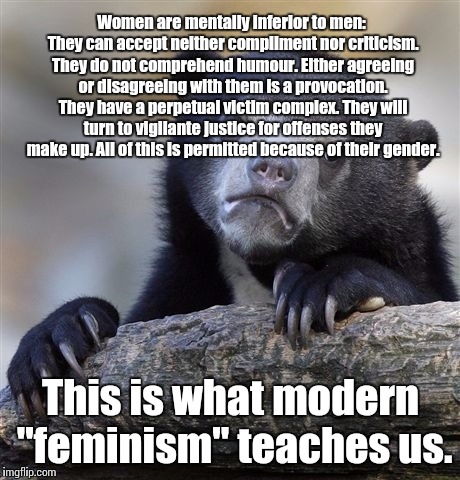 Women are mentally inferior to men:
They can accept neither compliment nor criticism.
They do not comprehend humour. Either agreeing
or disagreeing with them is a provocation.
They have a perpetual victim complex. They will
turn to vigilante justice for offenses they
make up. All of this is permitted because of their gender.
This is what modern
"feminism" teaches us.
imgflip.com